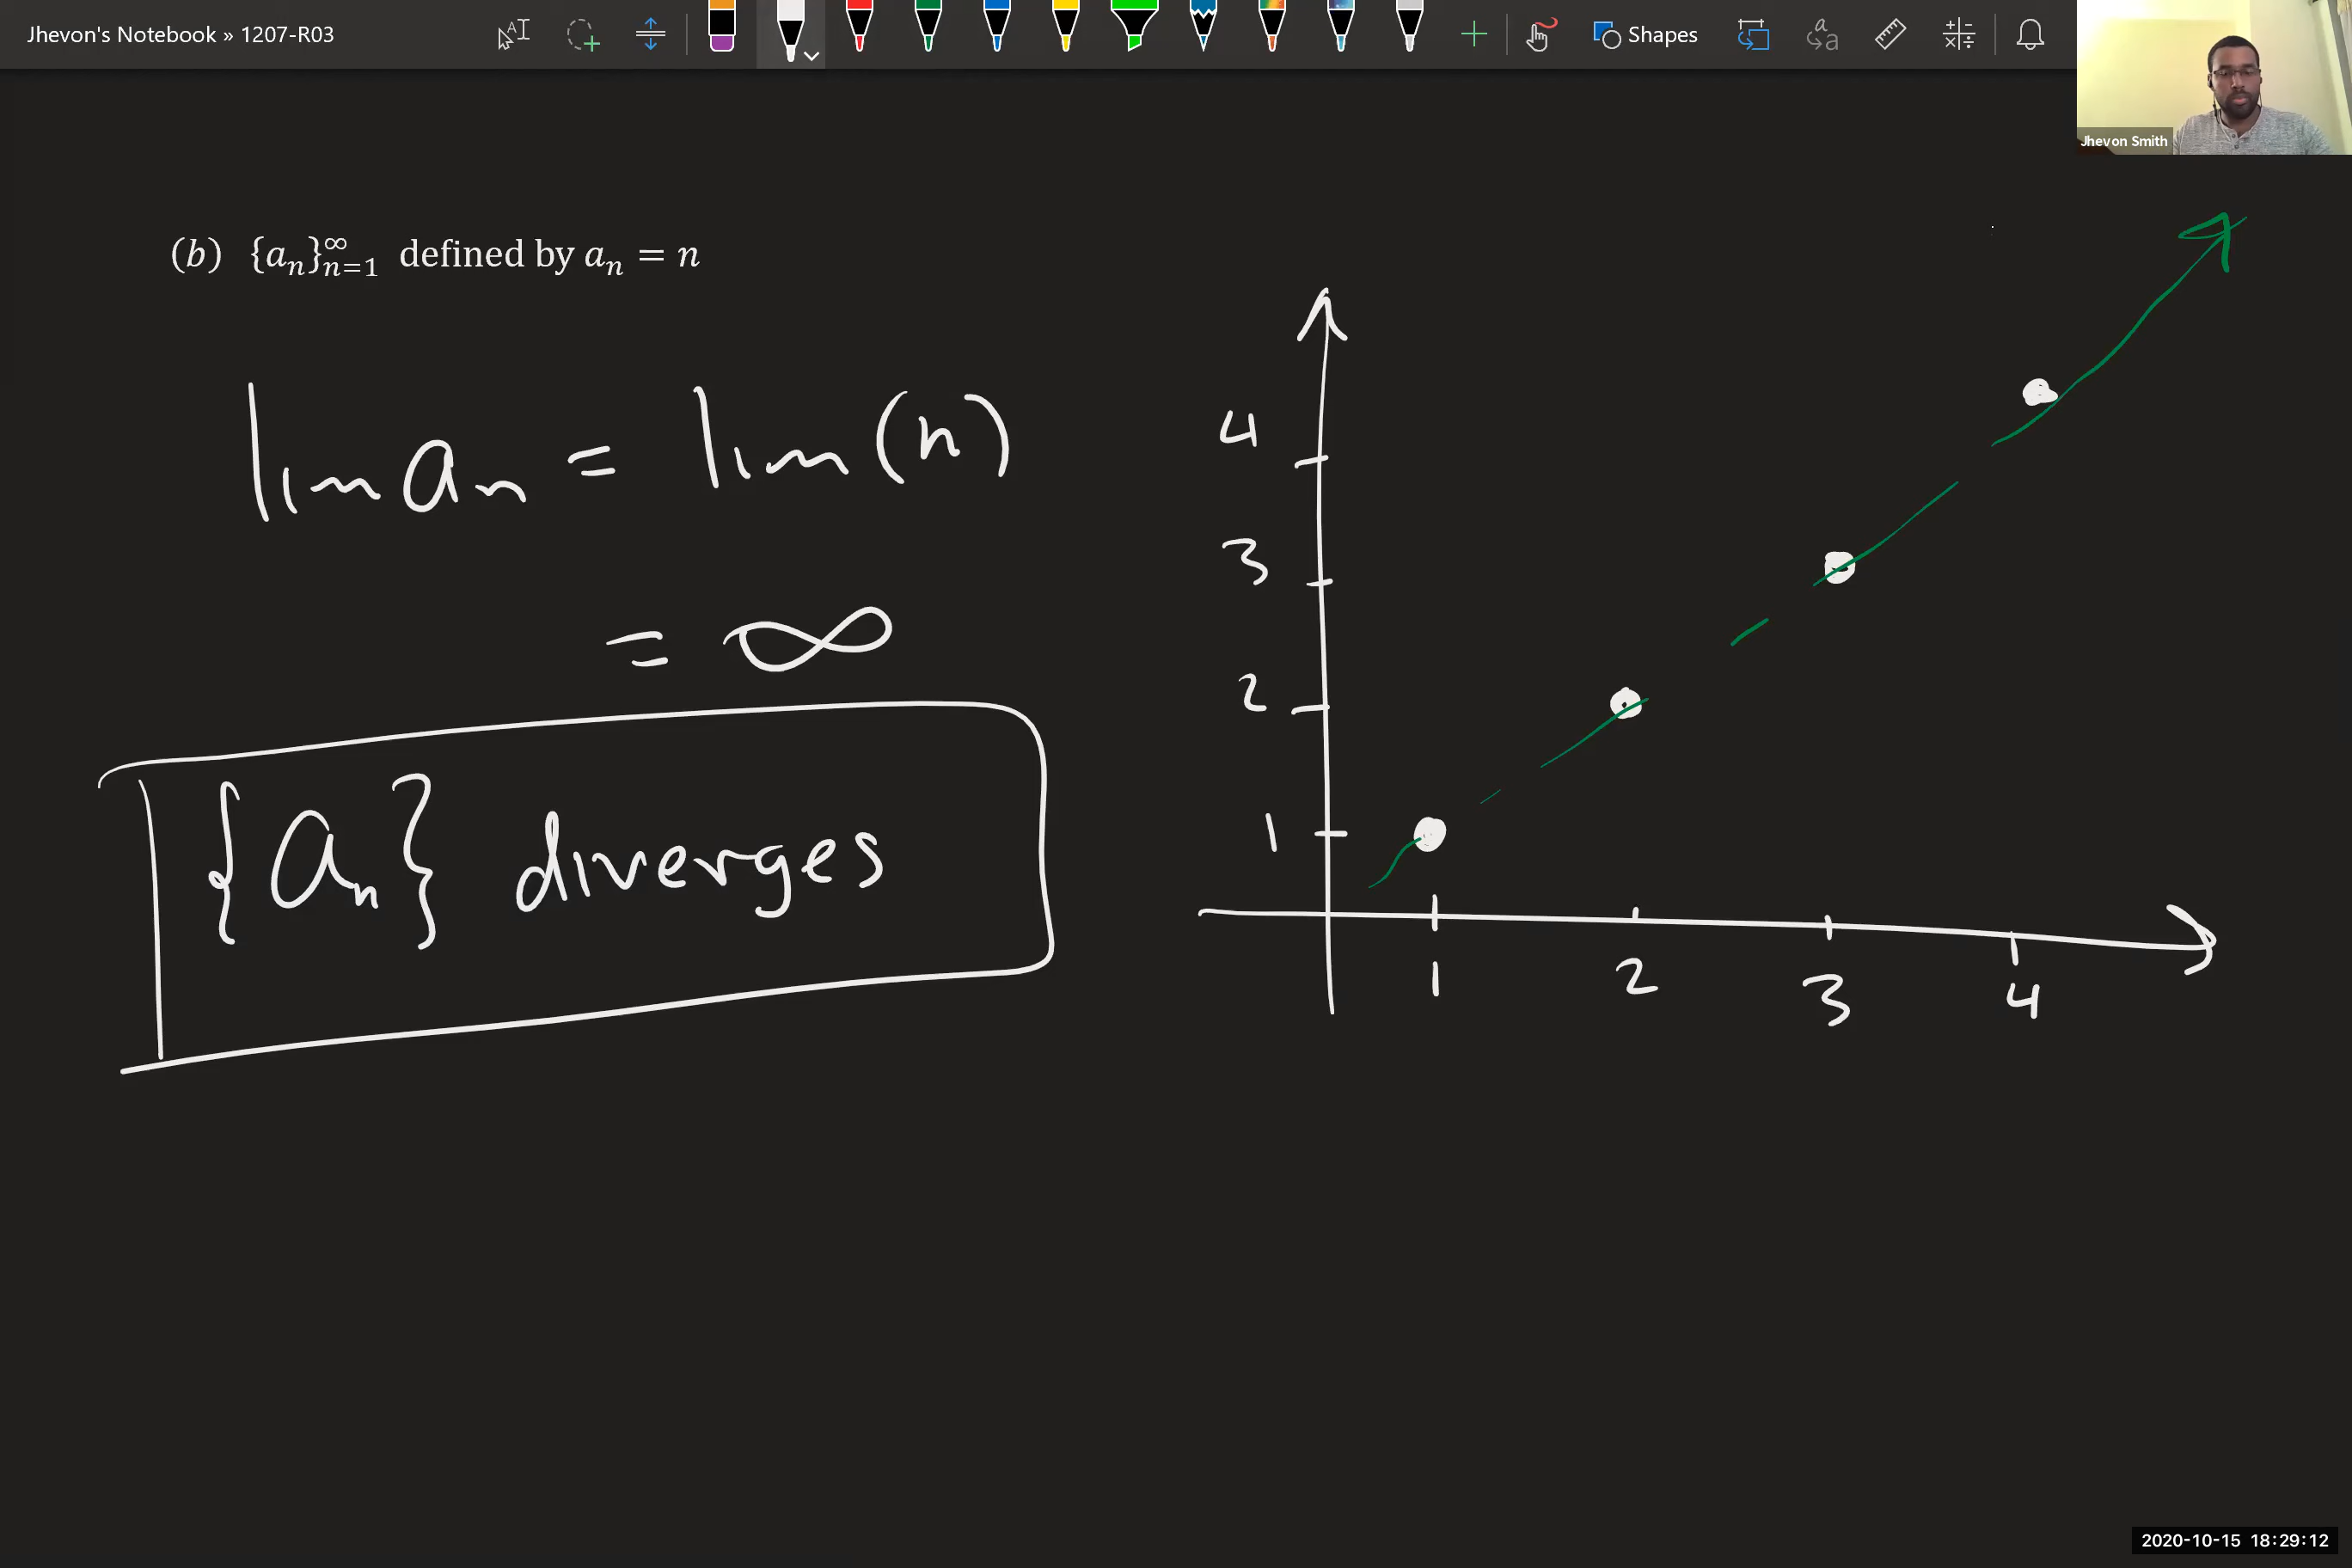 Jhevon's Notebook » 1207-R03
Shapes
Jhevon Smith
(b) {aₙ}ₙ₌₁^∞ defined by aₙ = n
lim aₙ = lim (n)
= ∞
{aₙ} diverges
4
3
2
1
1 2 3 4
2020-10-15 18:29:12